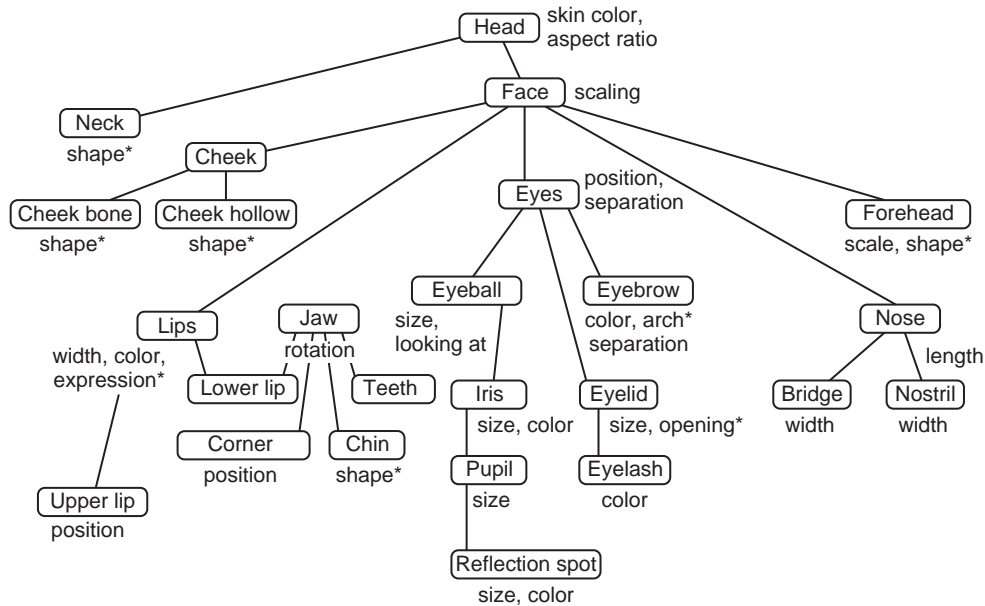 Head
skin color,
aspect ratio
Face
scaling
Neck
shape*
Cheek
Cheek bone
shape*
Cheek hollow
shape*
Eyes
position,
separation
Forehead
scale, shape*
Eyeball
size,
looking at
Eyebrow
color, arch*
separation
Lips
width, color,
expression*
Jaw
rotation
Nose
length
Lower lip
Teeth
Iris
size, color
Eyelid
size, opening*
Bridge
width
Nostril
width
Corner
position
Chin
shape*
Pupil
size
Eyelash
color
Upper lip
position
Reflection spot
size, color